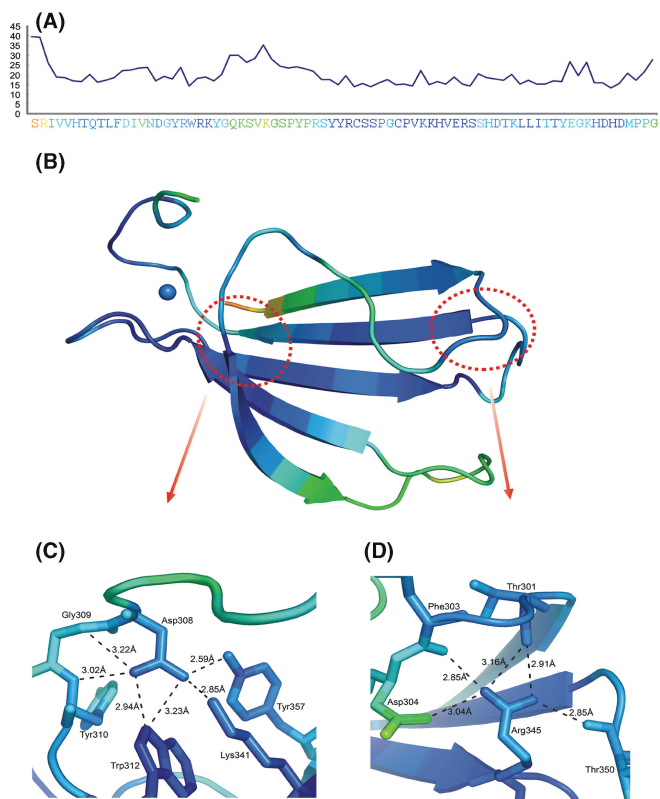 (A)
45
40
35
30
25
20
15
10
5
0
SRIVVHTQTLFDIVNDGYRWRKYGQKSVKGSPYPRSYYRCSSPGCPVKKHVERSSHDTKLLITTYEGKHDHDMPPG
(B)
(C)
Gly309
Asp308
3.22Å
2.59Å
3.02Å
2.85Å
2.94Å
3.23Å
Tyr357
Tyr310
Lys341
Trp312
(D)
Thr301
Phe303
3.16Å
2.91Å
2.85Å
Asp304
3.04Å
2.85Å
Arg345
Thr350